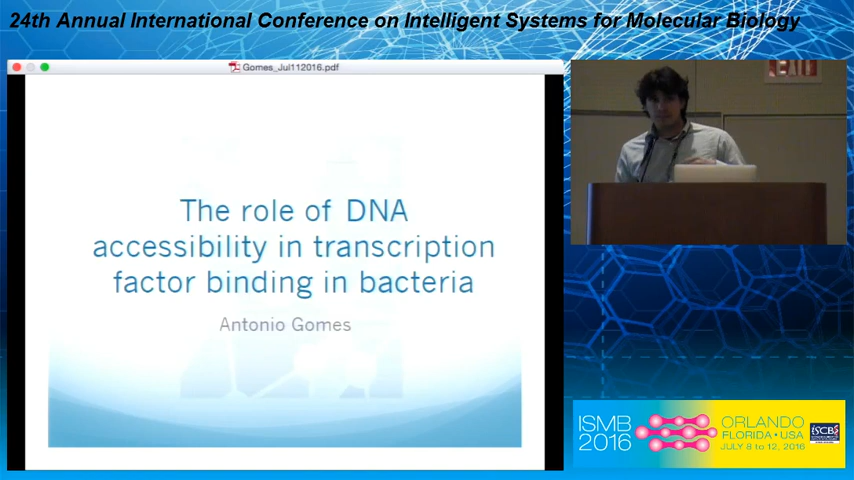 24th Annual International Conference on Intelligent Systems for Molecular Biology
Gomes_Jul112016.pdf
EXIT
The role of DNA
accessibility in transcription
factor binding in bacteria
Antonio Gomes
ISMB
2016
ORLANDO
FLORIDA • USA
JULY 8 to 12, 2016
ISCB